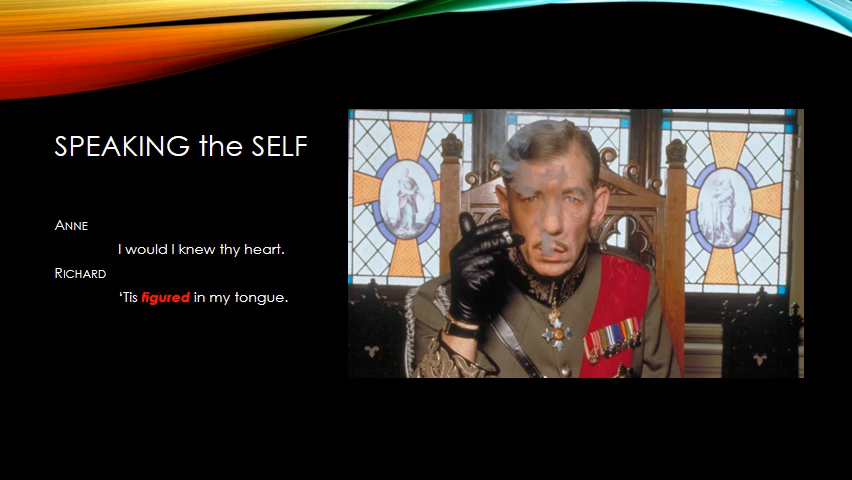 SPEAKING the SELF
ANNE
I would I knew thy heart.
RICHARD
‘Tis figured in my tongue.